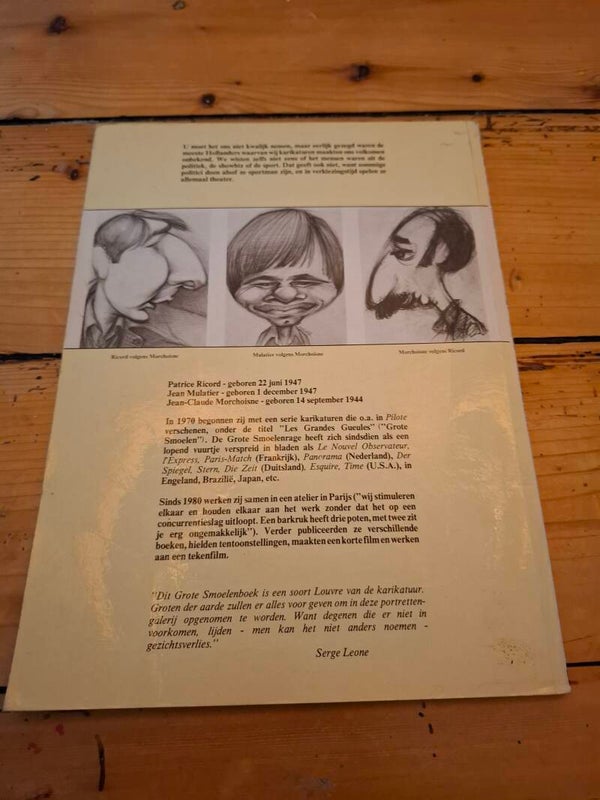 U moet het ons niet kwalijk nemen, maar eerlijk gezegd waren de
meeste Hollanders waarvan wij karikaturen maakten ons volkomen
onbekend. We wisten zelfs niet eens of het mensen waren uit de
politiek, de showbiz of de sport. Dat geeft ook niet, want sommige
politici doen alsof ze sportman zijn, en in verkiezingstijd spelen ze
allemaal theater.
Ricord volgens Morchoisne
Mulatier volgens Morchoisne
Morchoisne volgens Ricord
Patrice Ricord - geboren 22 juni 1947
Jean Mulatier - geboren 1 december 1947
Jean-Claude Morchoisne - geboren 14 september 1944
In 1970 begonnen zij met een serie karikaturen die o.a. in Pilote
verschenen, onder de titel "Les Grandes Gueules" ("Grote
Smoelen"). De Grote Smoelenrage heeft zich sindsdien als een
lopend vuurtje verspreid in bladen als Le Nouvel Observateur,
l'Express, Paris-Match (Frankrijk), Panorama (Nederland), Der
Spiegel, Stern, Die Zeit (Duitsland), Esquire, Time (U.S.A.), in
Engeland, Brazilië, Japan, etc.
Sinds 1980 werken zij samen in een atelier in Parijs ("wij stimuleren
elkaar en houden elkaar aan het werk zonder dat het op een
concurrentieslag uitloopt. Een barkruk heeft drie poten, met twee zit
je erg ongemakkelijk"). Verder publiceerden ze verschillende
boeken, hielden tentoonstellingen, maakten een korte film en werken
aan een tekenfilm.
"Dit Grote Smoelenboek is een soort Louvre van de karikatuur.
Groten der aarde zullen er alles voor geven om in deze portretten-
galerij opgenomen te worden. Want degenen die er niet in
voorkomen, lijden - men kan het niet anders noemen -
gezichtsverlies."
Serge Leone